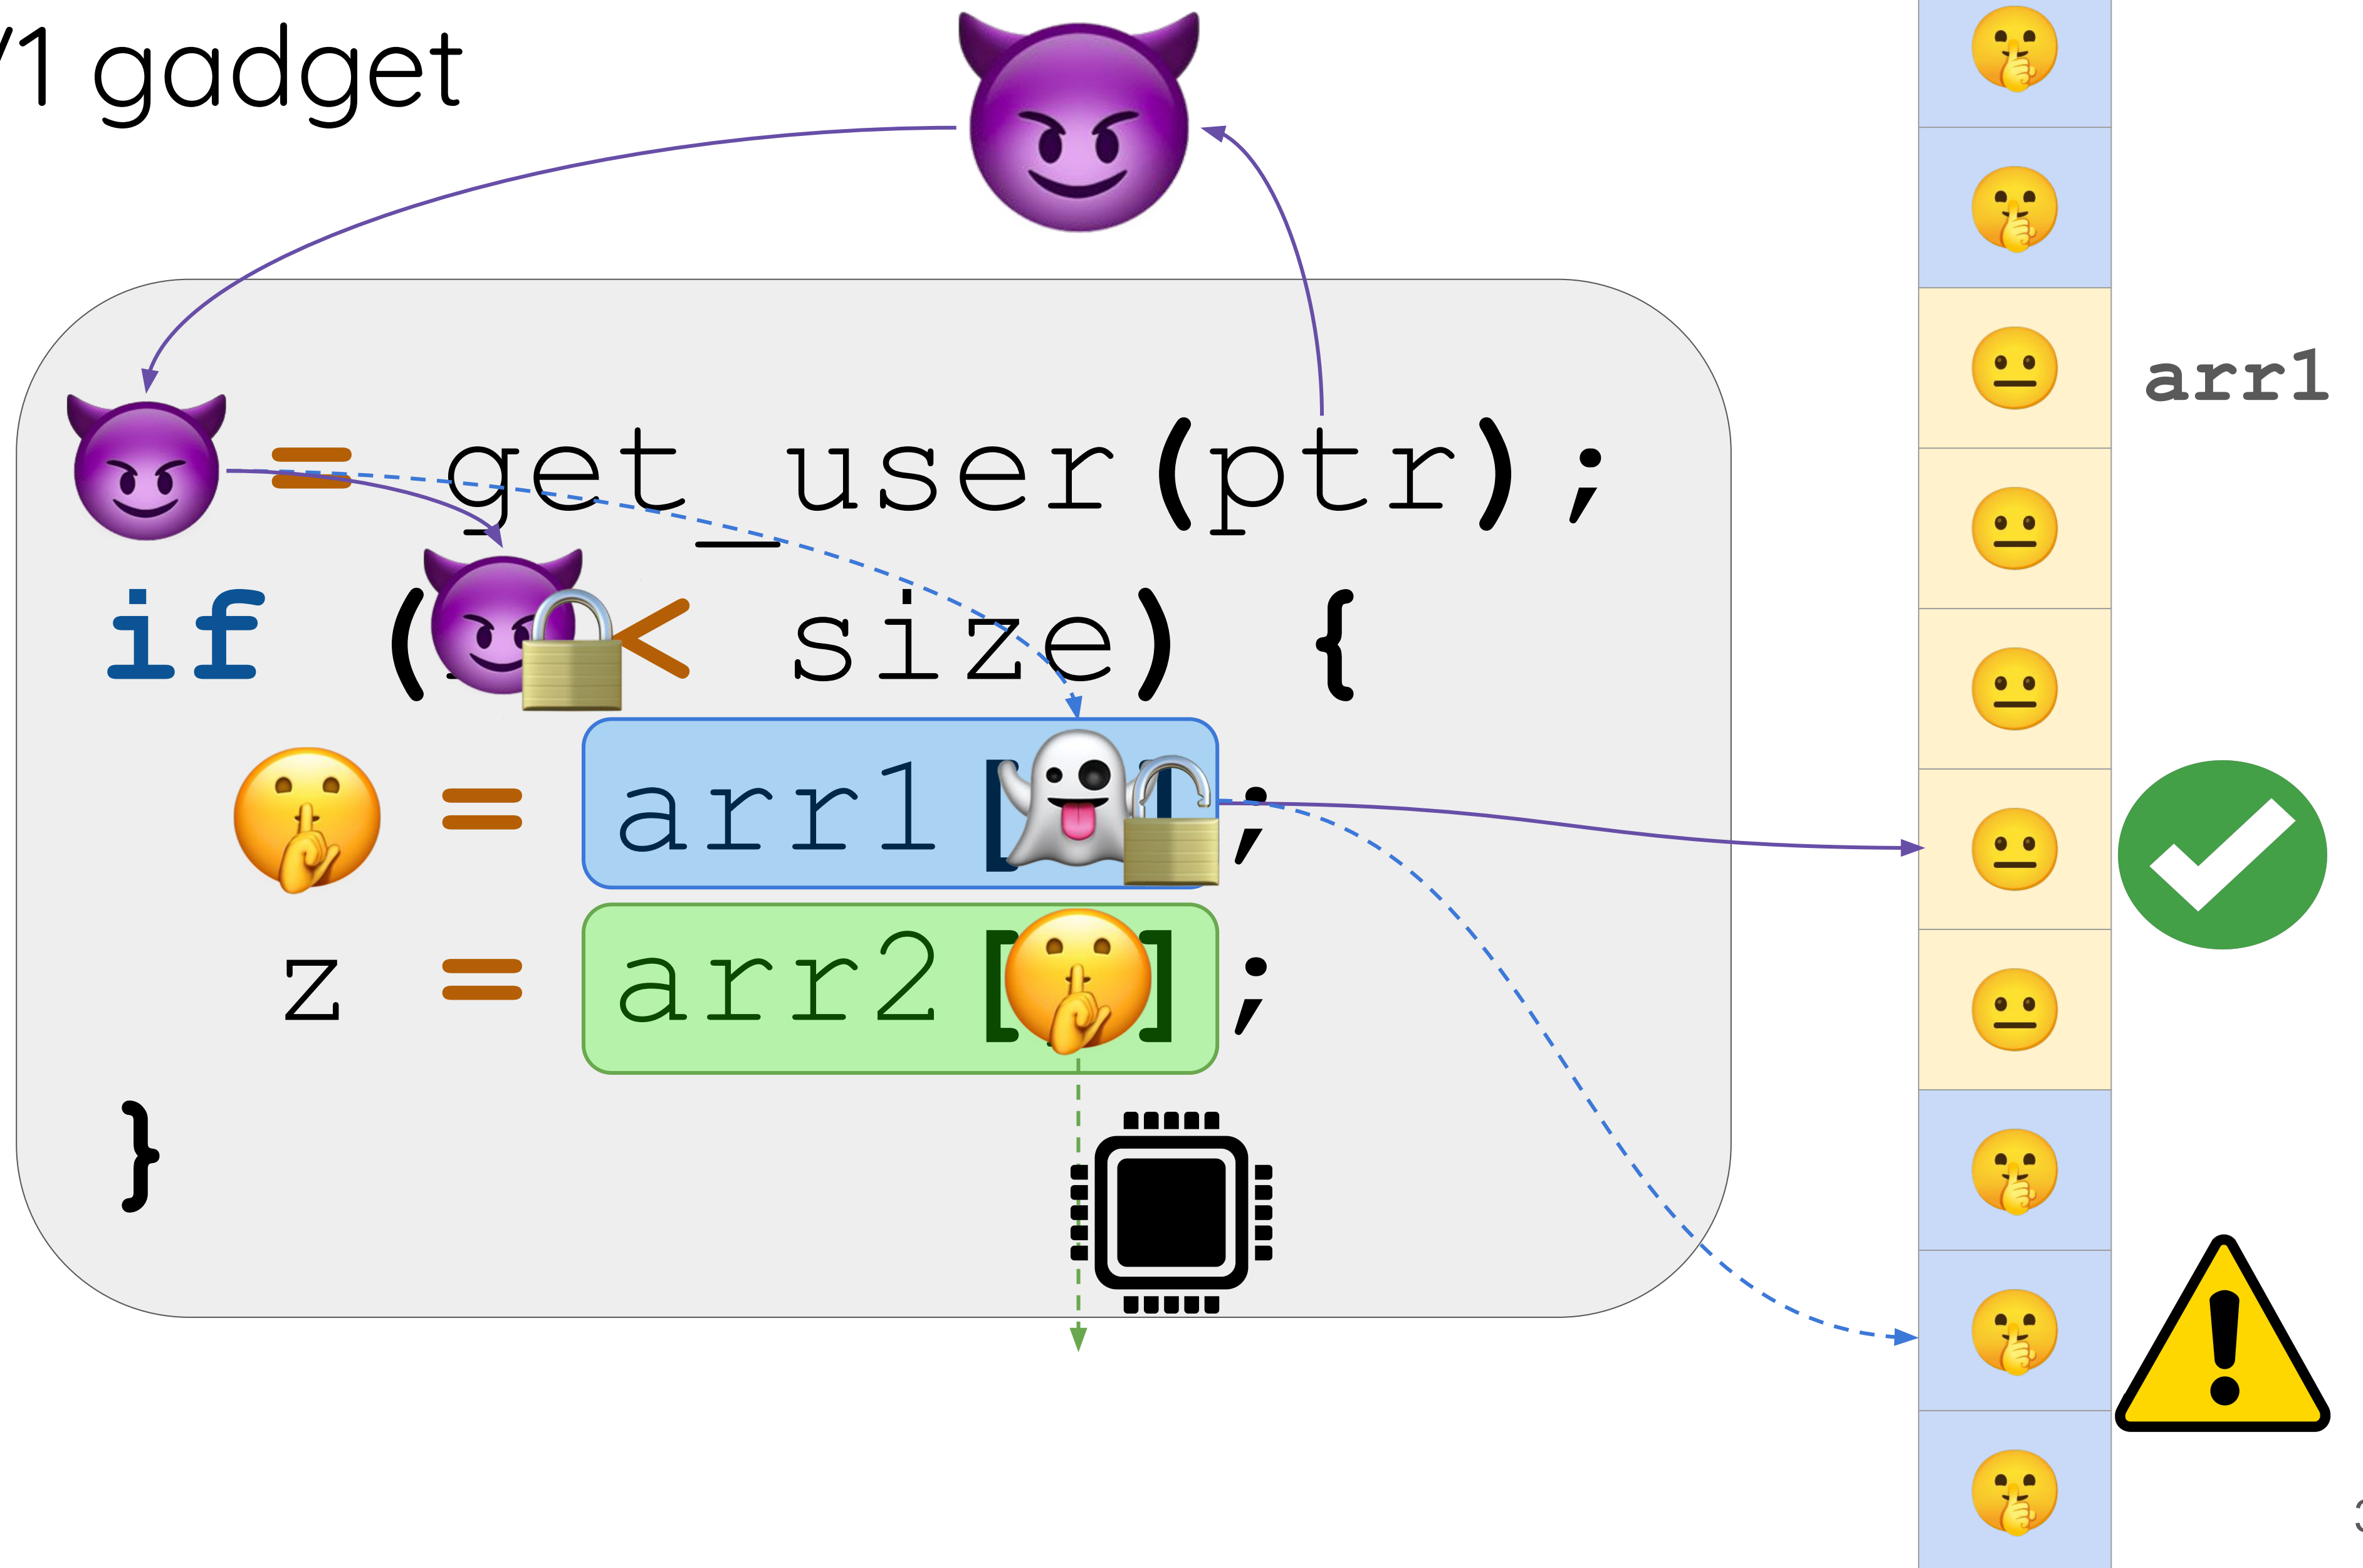 1 gadget
= get_user(ptr);
if ( < size) {
arr1
= arr1[ ];
z = arr2[ ];
}